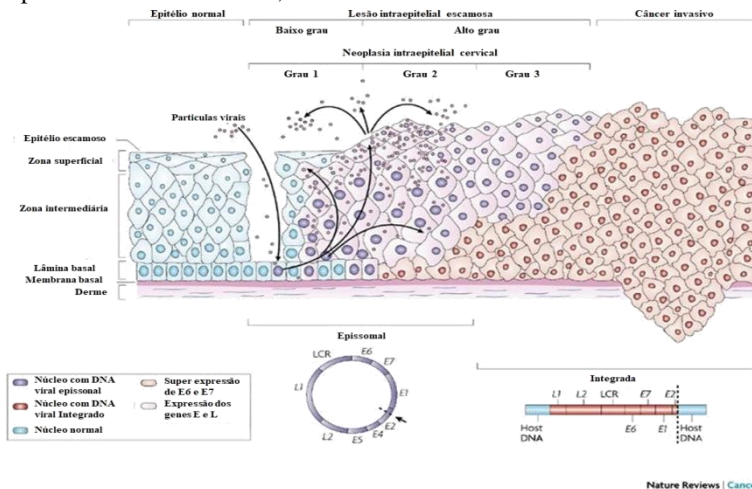 Epitélio normal
Lesão intraepitelial escamosa
Câncer invasivo
Baixo grau
Alto grau
Neoplasia intraepitelial cervical
Grau 1
Grau 2
Grau 3
Particulas virais
Epitélio escamoso
Zona superficial
Zona intermediária
Lâmina basal
Membrana basal
Derme
Epissomal
LCR
E6
E7
E1
E2
E4
E5
L2
L1
Integrada
L1 L2 LCR E7 E2
Host DNA
E6 E1
Host DNA
Núcleo com DNA viral epissonal
Núcleo com DNA viral Integrado
Núcleo normal
Super expressão de E6 e E7
Expressão dos genes E e L
Nature Reviews | Cance